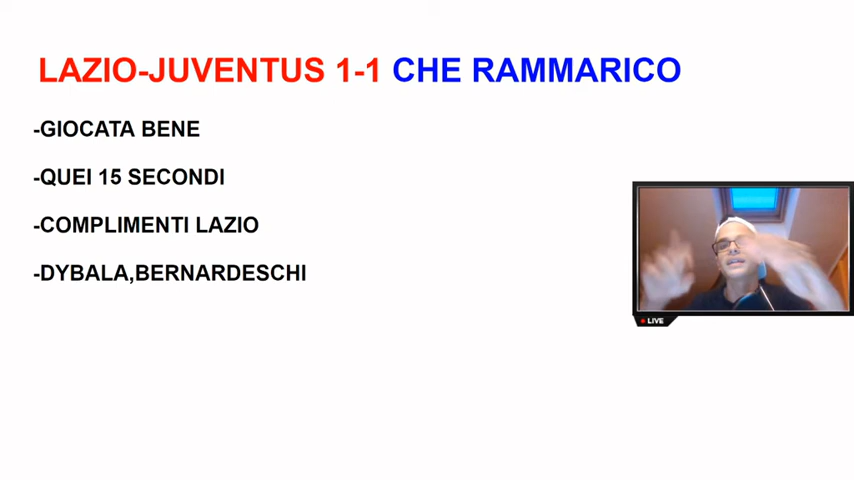 LAZIO-JUVENTUS 1-1 CHE RAMMARICO
-GIOCATA BENE
-QUEI 15 SECONDI
-COMPLIMENTI LAZIO
-DYBALA,BERNARDESCHI
LIVE